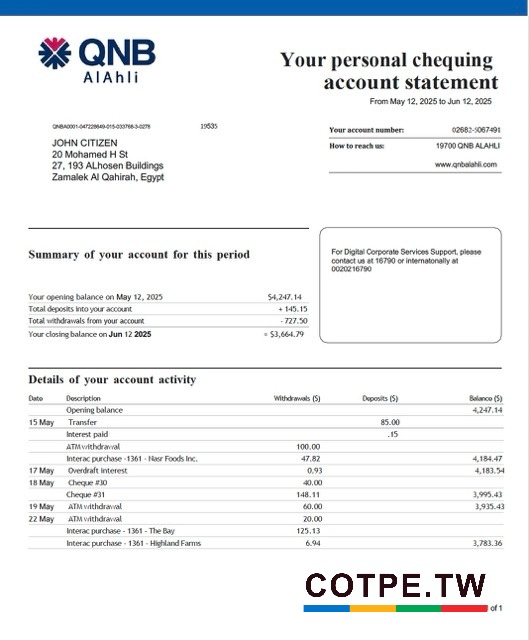 QNB
AlAhli
Your personal chequing
account statement
From May 12, 2025 to Jun 12, 2025
QNBA0001-047228649-015-033768-3-0278 19535
JOHN CITIZEN
20 Mohamed H St
27, 193 ALhosen Buildings
Zamalek Al Qahirah, Egypt
Your account number: 02682-5067491
How to reach us: 19700 QNB ALAHLI
www.qnbalahli.com
Summary of your account for this period
For Digital Corporate Services Support, please
contact us at 16790 or internatonally at
0020216790
Your opening balance on May 12, 2025 $4,247.14
Total deposits into your account + 145.15
Total withdrawals from your account - 727.50
Your closing balance on Jun 12 2025 = $3,664.79
Details of your account activity
Date Description Withdrawals ($) Deposits ($) Balance ($)
Opening balance 4,247.14
15 May Transfer 85.00
Interest paid .15
ATM withdrawal 100.00
Interac purchase -1361 - Nasr Foods Inc. 47.82 4,184.47
17 May Overdraft Interest 0.93 4,183.54
18 May Cheque #30 40.00
Cheque #31 148.11 3,995.43
19 May ATM withdrawal 60.00 3,935.43
22 May ATM withdrawal 20.00
Interac purchase - 1361 - The Bay 125.13
Interac purchase - 1361 - Highland Farms 6.94 3,783.36
COTPE.TW
of 1